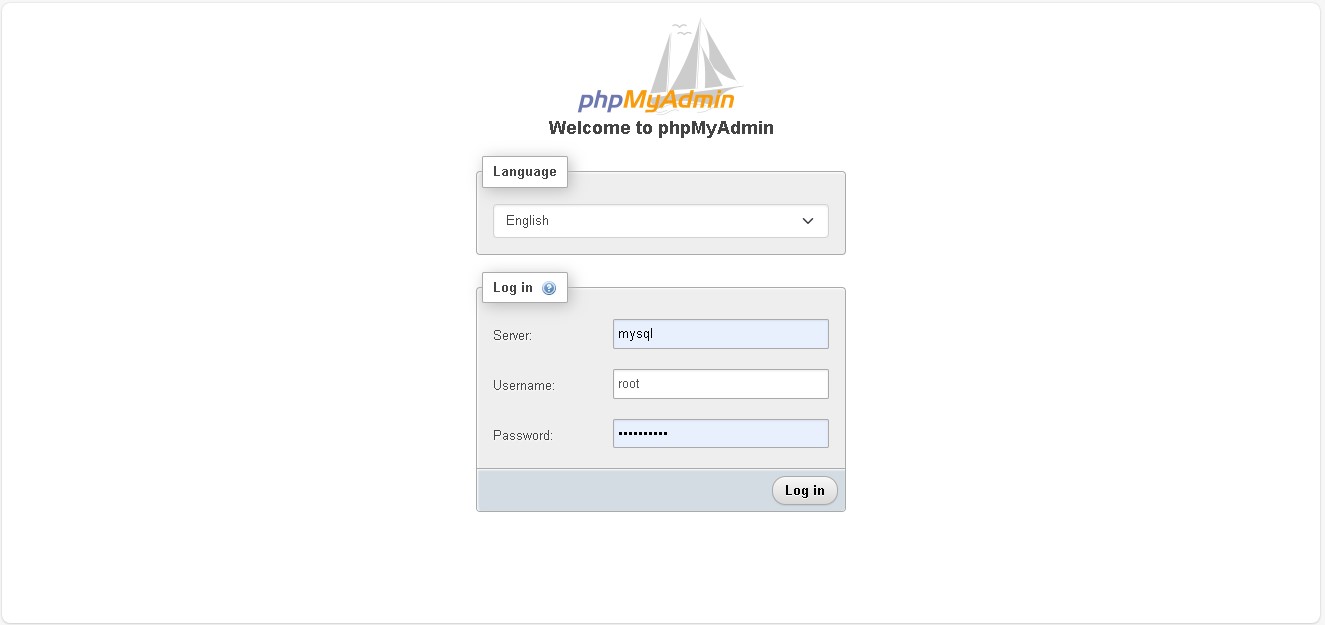 phpMyAdmin
Welcome to phpMyAdmin
Language
English
Log in
Server:
mysql
Username:
root
Password:
••••••••••
Log in